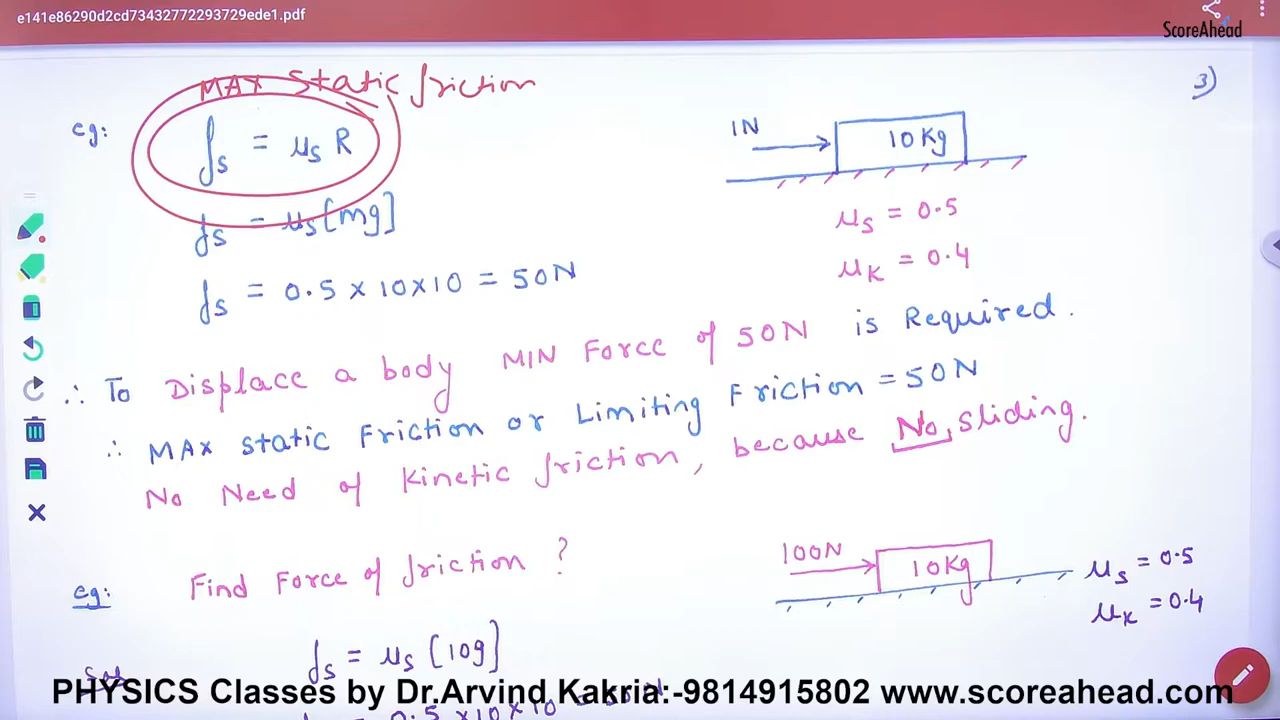 e141e86290d2cd73432772293729ede1.pdf
ScoreAhead
MAX Static friction
3)
eg:
fs = μs R
1N
10Kg
fs = μs[mg]
μs = 0.5
μK = 0.4
fs = 0.5 × 10×10 = 50N
∴ To Displace a body MIN Force of 50N is Required.
∴ MAX static Friction or Limiting Friction = 50N
No Need of Kinetic friction, because No sliding.
eg: Find Force of friction ?
100N
10Kg
μs = 0.5
μK = 0.4
fs = μs [10g]
PHYSICS Classes by Dr.Arvind Kakria:-9814915802 www.scoreahead.com
0.5 ×10×10